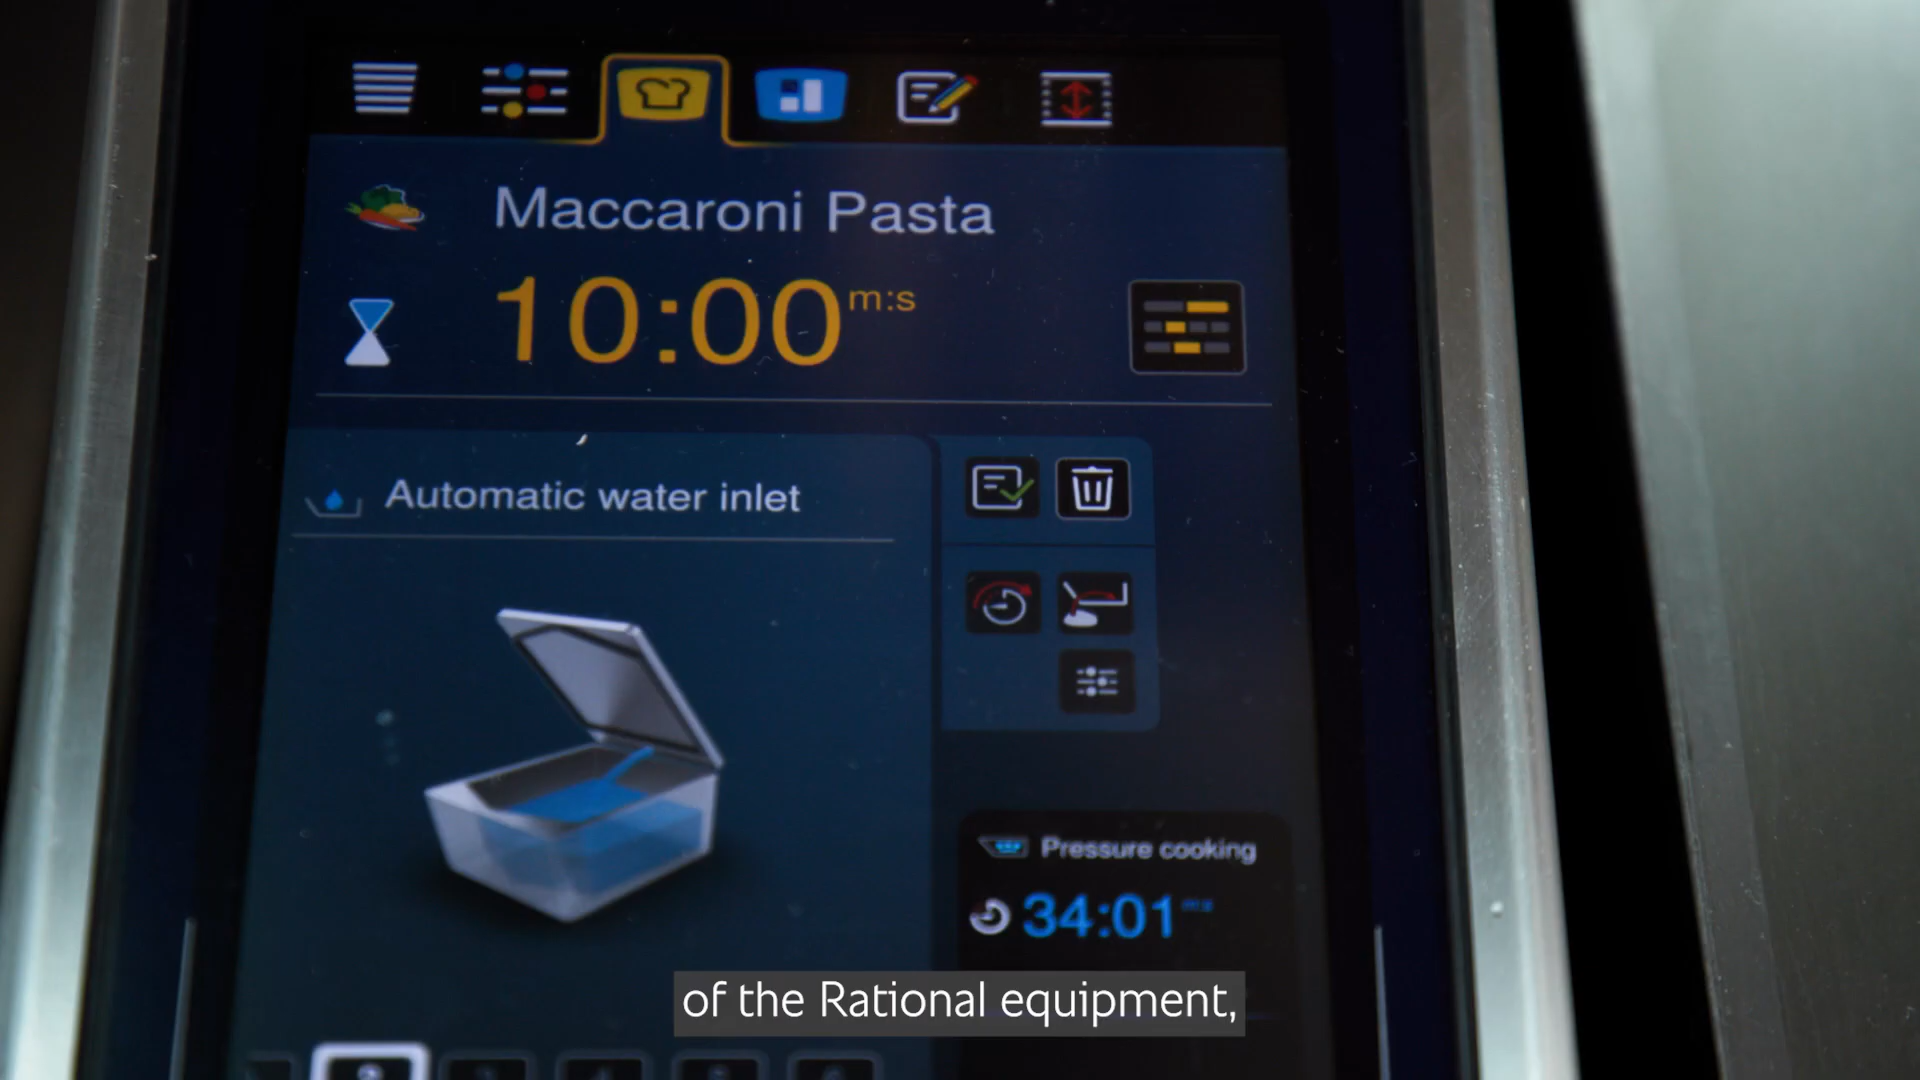 Maccaroni Pasta
10:00 m:s
Automatic water inlet
Pressure cooking
34:01 m:s
of the Rational equipment,